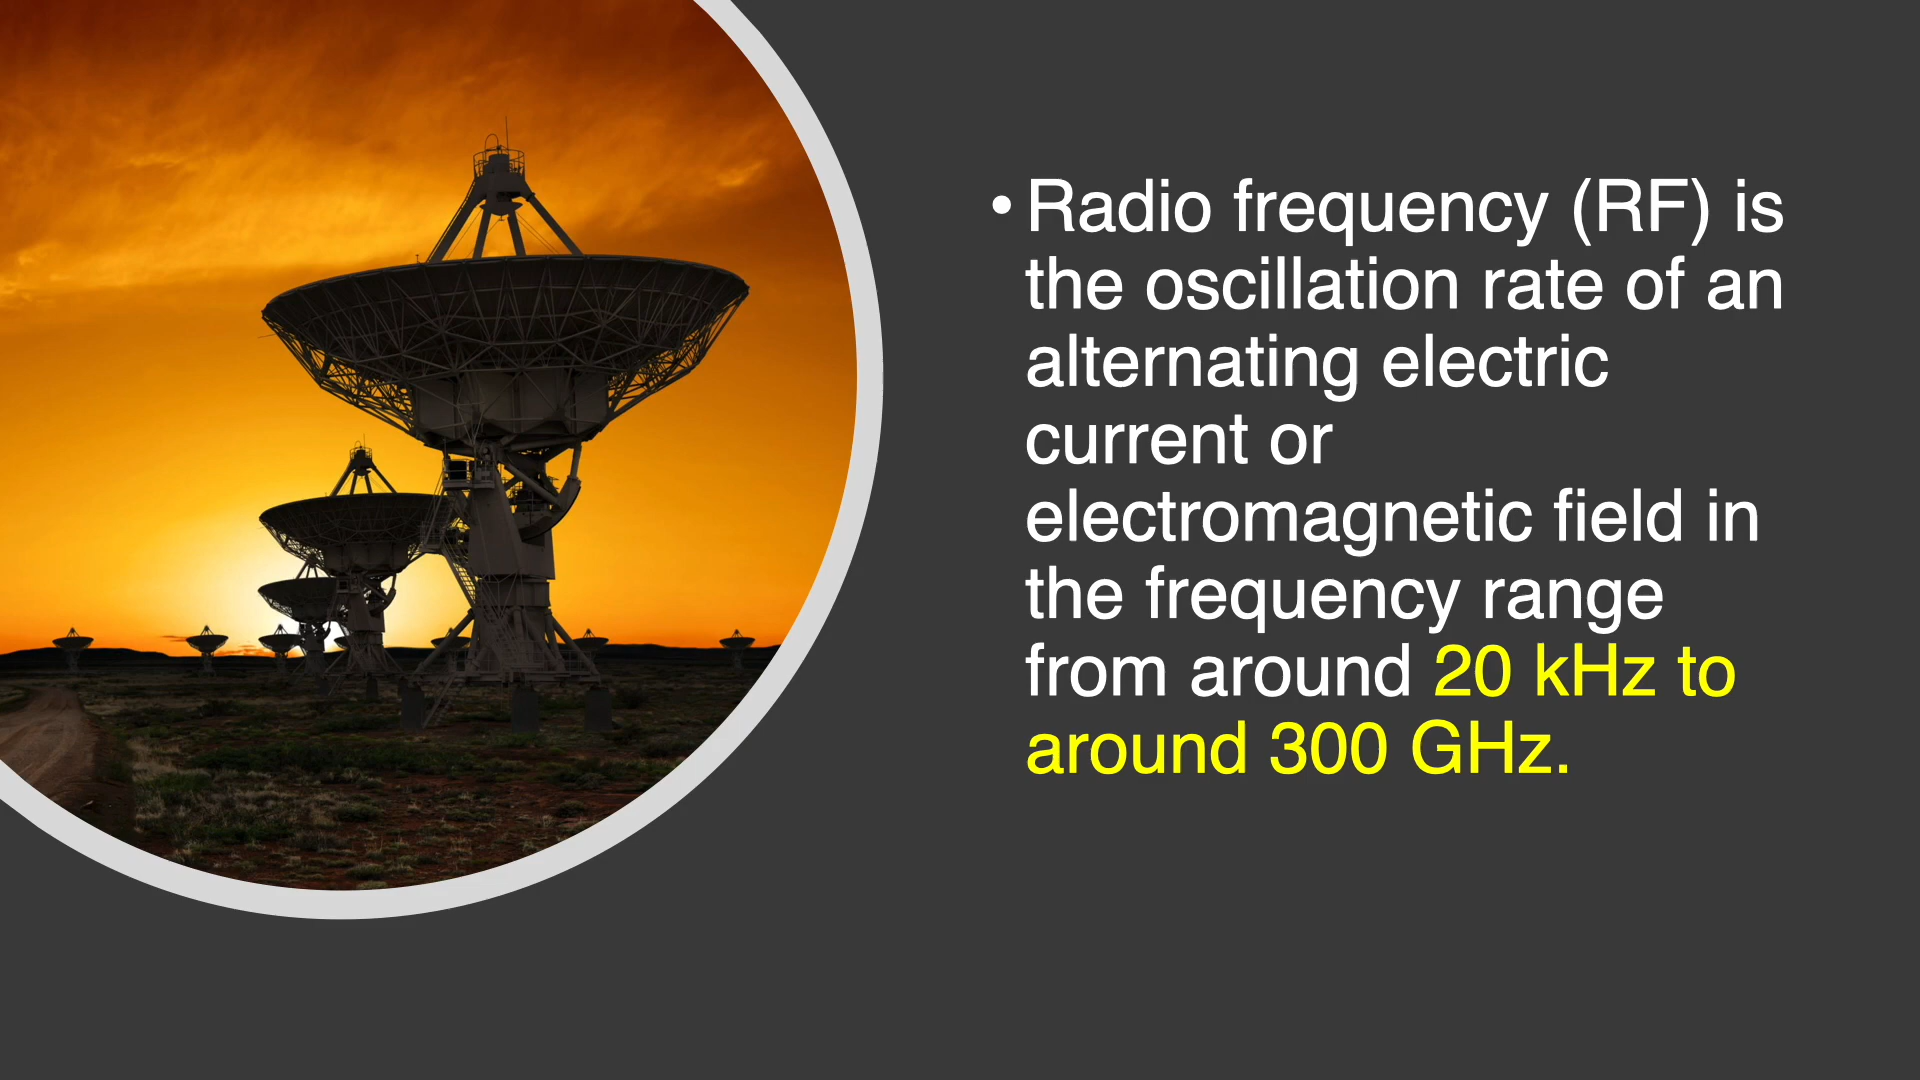 • Radio frequency (RF) is
the oscillation rate of an
alternating electric
current or
electromagnetic field in
the frequency range
from around 20 kHz to
around 300 GHz.